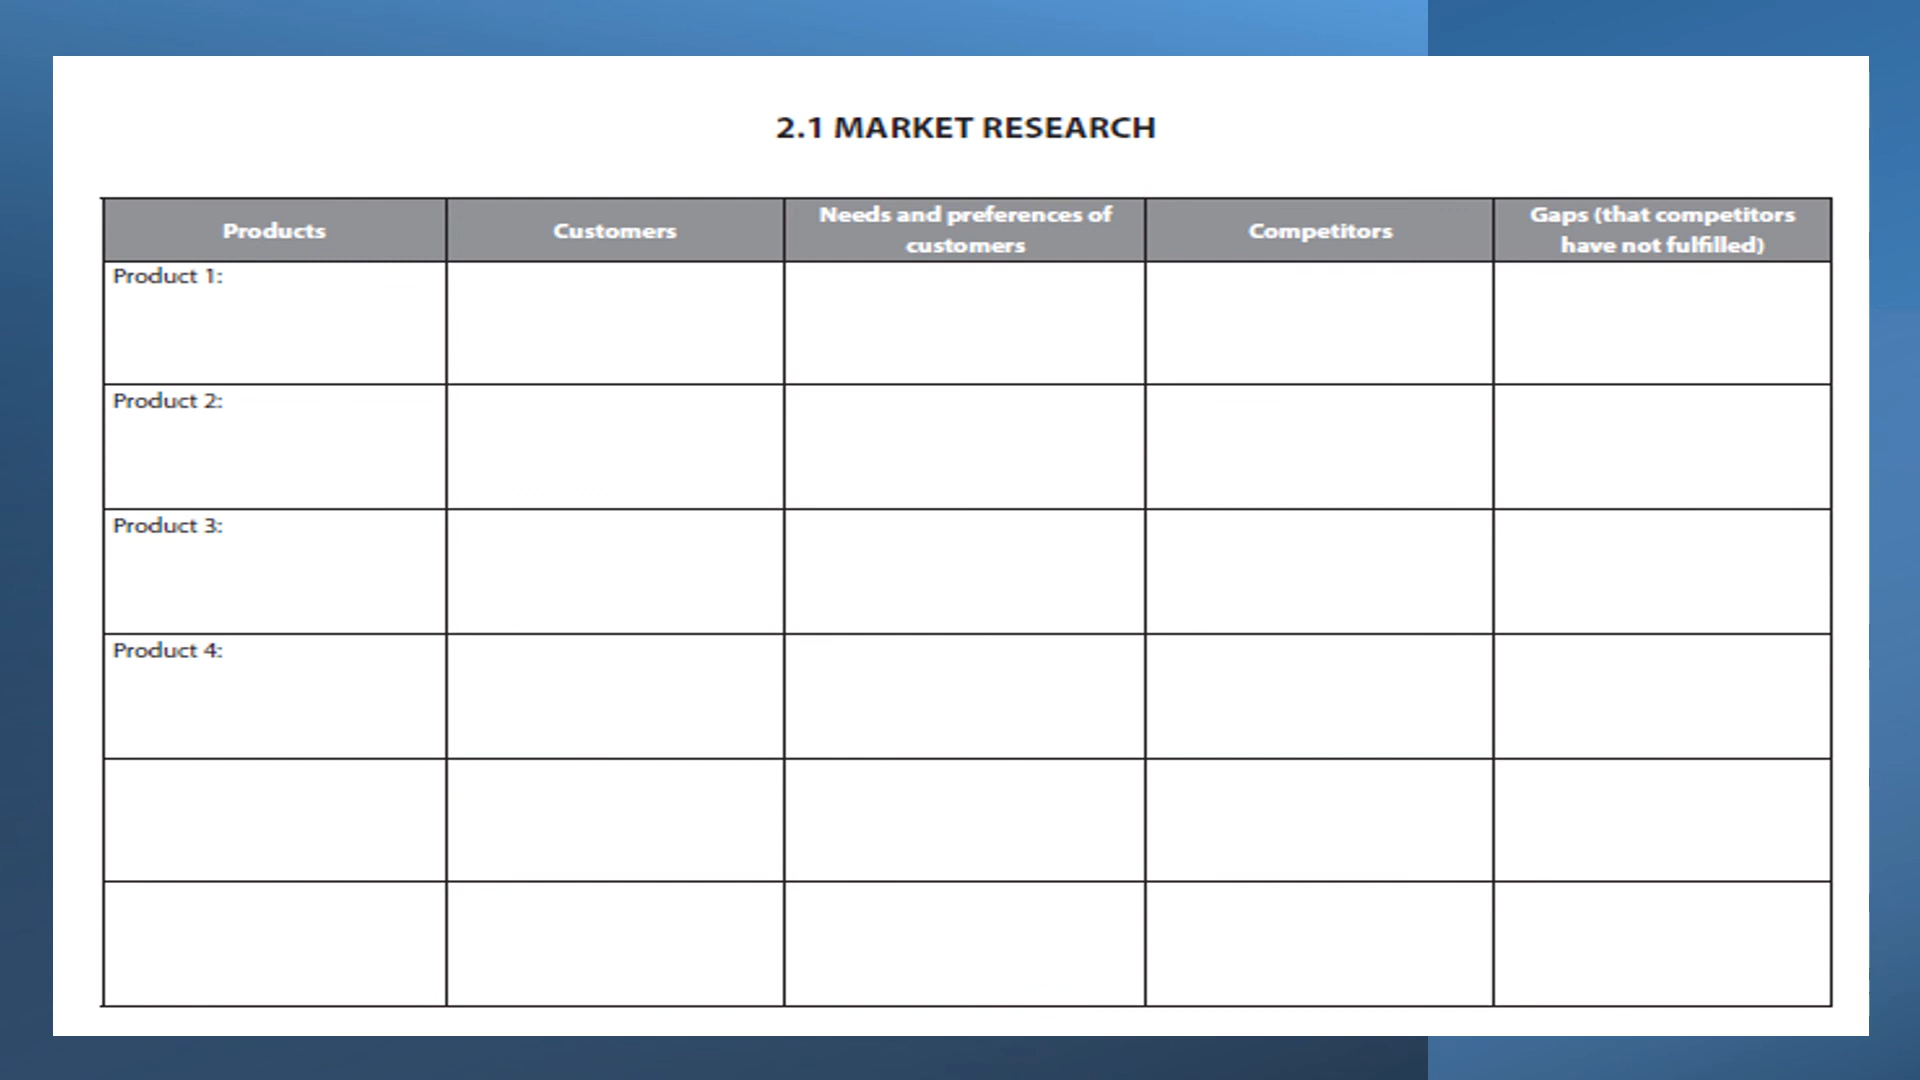 2.1 MARKET RESEARCH
Products
Customers
Needs and preferences of
customers
Competitors
Gaps (that competitors
have not fulfilled)
Product 1:
Product 2:
Product 3:
Product 4: